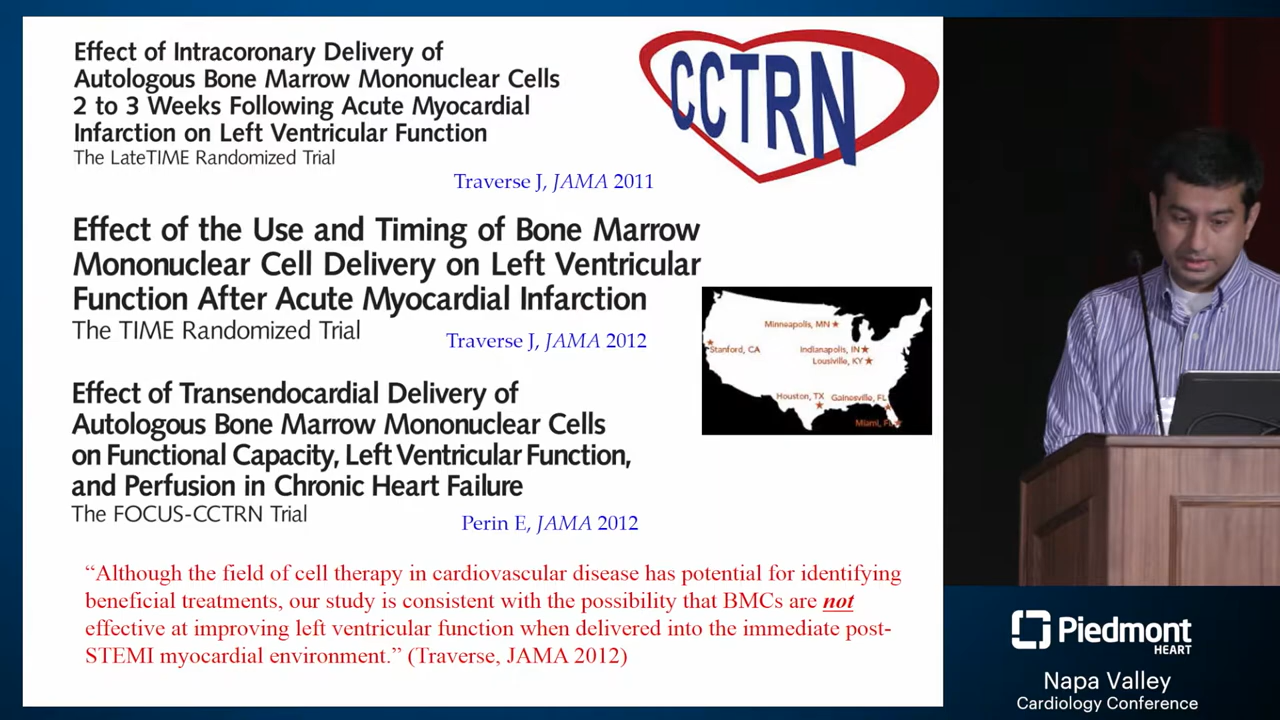 Effect of Intracoronary Delivery of
Autologous Bone Marrow Mononuclear Cells
2 to 3 Weeks Following Acute Myocardial
Infarction on Left Ventricular Function
The LateTIME Randomized Trial
Traverse J, JAMA 2011
CCTRN
Effect of the Use and Timing of Bone Marrow
Mononuclear Cell Delivery on Left Ventricular
Function After Acute Myocardial Infarction
The TIME Randomized Trial
Traverse J, JAMA 2012
Minneapolis, MN
Stanford, CA
Indianapolis, IN
Lousiville, KY
Houston, TX
Gainesville, FL
Miami, FL
Effect of Transendocardial Delivery of
Autologous Bone Marrow Mononuclear Cells
on Functional Capacity, Left Ventricular Function,
and Perfusion in Chronic Heart Failure
The FOCUS-CCTRN Trial
Perin E, JAMA 2012
“Although the field of cell therapy in cardiovascular disease has potential for identifying
beneficial treatments, our study is consistent with the possibility that BMCs are not
effective at improving left ventricular function when delivered into the immediate post-
STEMI myocardial environment.” (Traverse, JAMA 2012)
Piedmont
HEART
Napa Valley
Cardiology Conference